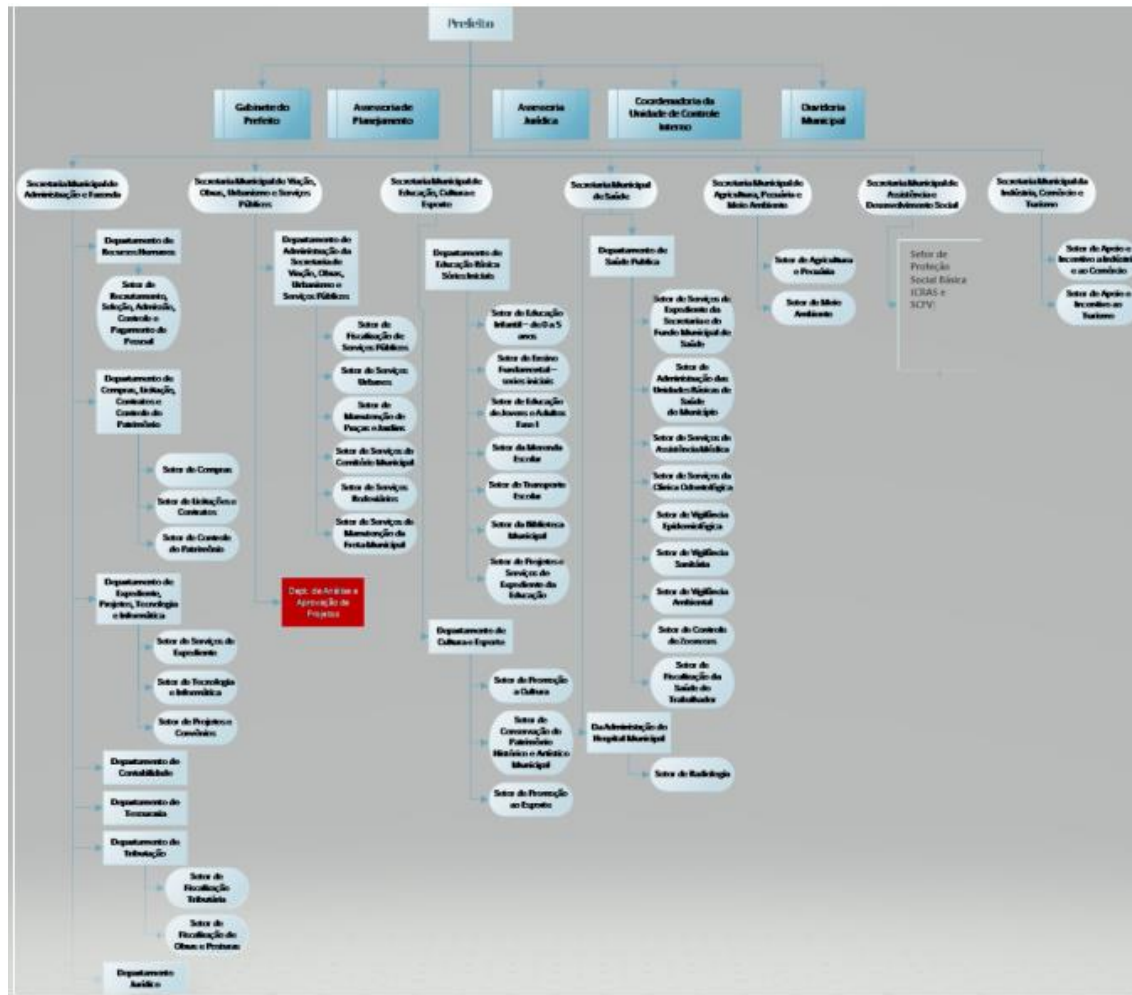 Prefeito
Gabinete do
Prefeito
Assessoria de
Planejamento
Assessoria
Jurídica
Coordenadoria da
Unidade de Controle
Interno
Ouvidoria
Municipal
Secretaria Municipal de
Administração e Fazenda
Secretaria Municipal de Viação,
Obras, Urbanismo e Serviços
Públicos
Secretaria Municipal de
Educação, Cultura e
Esporte
Secretaria Municipal
de Saúde
Secretaria Municipal de
Agricultura, Pecuária e
Meio Ambiente
Secretaria Municipal de
Assistência e
Desenvolvimento Social
Secretaria Municipal da
Indústria, Comércio e
Turismo
Departamento de
Recursos Humanos
Setor de
Recrutamento,
Seleção, Admissão,
Controle e
Pagamento de
Pessoal
Departamento de
Compras, Licitação,
Contratos e
Controle do
Patrimônio
Setor de Compras
Setor de Licitações e
Contratos
Setor de Controle
do Patrimônio
Departamento de
Expediente,
Projetos, Tecnologia
e Informática
Setor de Serviços de
Expediente
Setor de Tecnologia
e Informática
Setor de Projetos e
Convênios
Departamento de
Contabilidade
Departamento de
Tesouraria
Departamento de
Tributação
Setor de
Fiscalização
Tributária
Setor de
Fiscalização de
Obras e Posturas
Departamento
Jurídico
Departamento de
Administração da
Secretaria de
Viação, Obras,
Urbanismo e
Serviços Públicos
Setor de
Fiscalização de
Serviços Públicos
Setor de Serviços
Urbanos
Setor de
Manutenção de
Praças e Jardins
Setor de Serviços do
Cemitério Municipal
Setor de Serviços
Rodoviários
Setor de Serviços de
Manutenção da
Frota Municipal
Dept. de Análise e
Aprovação de
Projetos
Departamento de
Educação Básica
Séries Iniciais
Setor de Educação
Infantil – de 0 a 5
anos
Setor de Ensino
Fundamental –
series iniciais
Setor de Educação
de Jovens e Adultos
Fase I
Setor da Merenda
Escolar
Setor do Transporte
Escolar
Setor da Biblioteca
Municipal
Setor de Projetos e
Serviços de
Expediente da
Educação
Departamento de
Cultura e Esporte
Setor de Promoção
a Cultura
Setor de
Conservação do
Patrimônio
Histórico e Artístico
Municipal
Setor de Promoção
ao Esporte
Departamento de
Saúde Pública
Setor de Serviços de
Expediente da
Secretaria e do
Fundo Municipal de
Saúde
Setor de
Administração das
Unidades Básicas de
Saúde
do Município
Setor de Serviços de
Assistência Médica
Setor de Serviços da
Clínica Odontológica
Setor de Vigilância
Epidemiológica
Setor de Vigilância
Sanitária
Setor de Vigilância
Ambiental
Setor de Controle
de Zoonoses
Setor de
Fiscalização da
Saúde do
Trabalhador
Da Administação do
Hospital Municipal
Setor de Radiologia
Setor de Agricultura
e Pecuária
Setor de Meio
Ambiente
Setor de
Proteção
Social Básica
(CRAS e
SCFV:
Setor de Apoio e
Incentivo a Indústria
e ao Comércio
Setor de Apoio e
Incentivo ao
Turismo